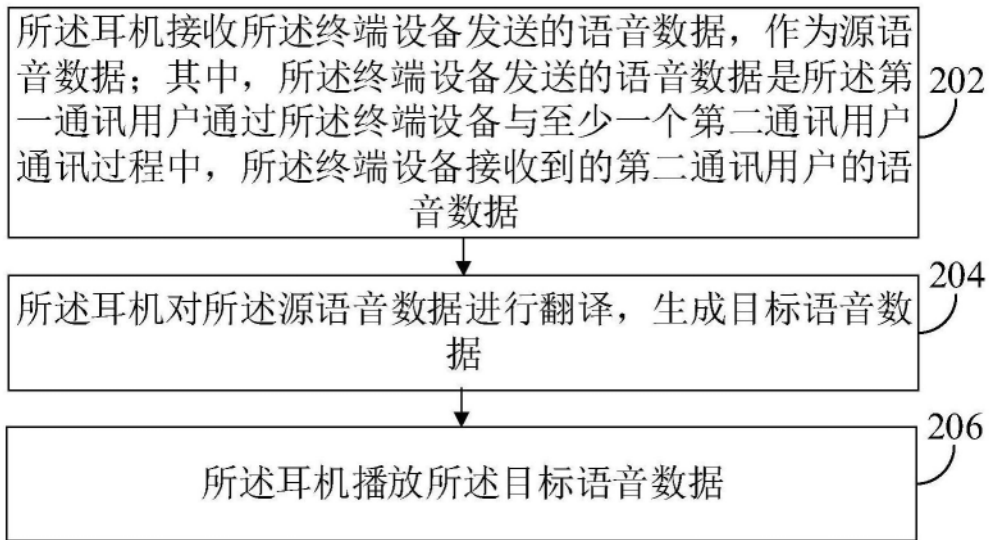 所述耳机接收所述终端设备发送的语音数据，作为源语
音数据；其中，所述终端设备发送的语音数据是所述第
一通讯用户通过所述终端设备与至少一个第二通讯用户
通讯过程中，所述终端设备接收到的第二通讯用户的语
音数据
202
所述耳机对所述源语音数据进行翻译，生成目标语音数
据
204
所述耳机播放所述目标语音数据
206